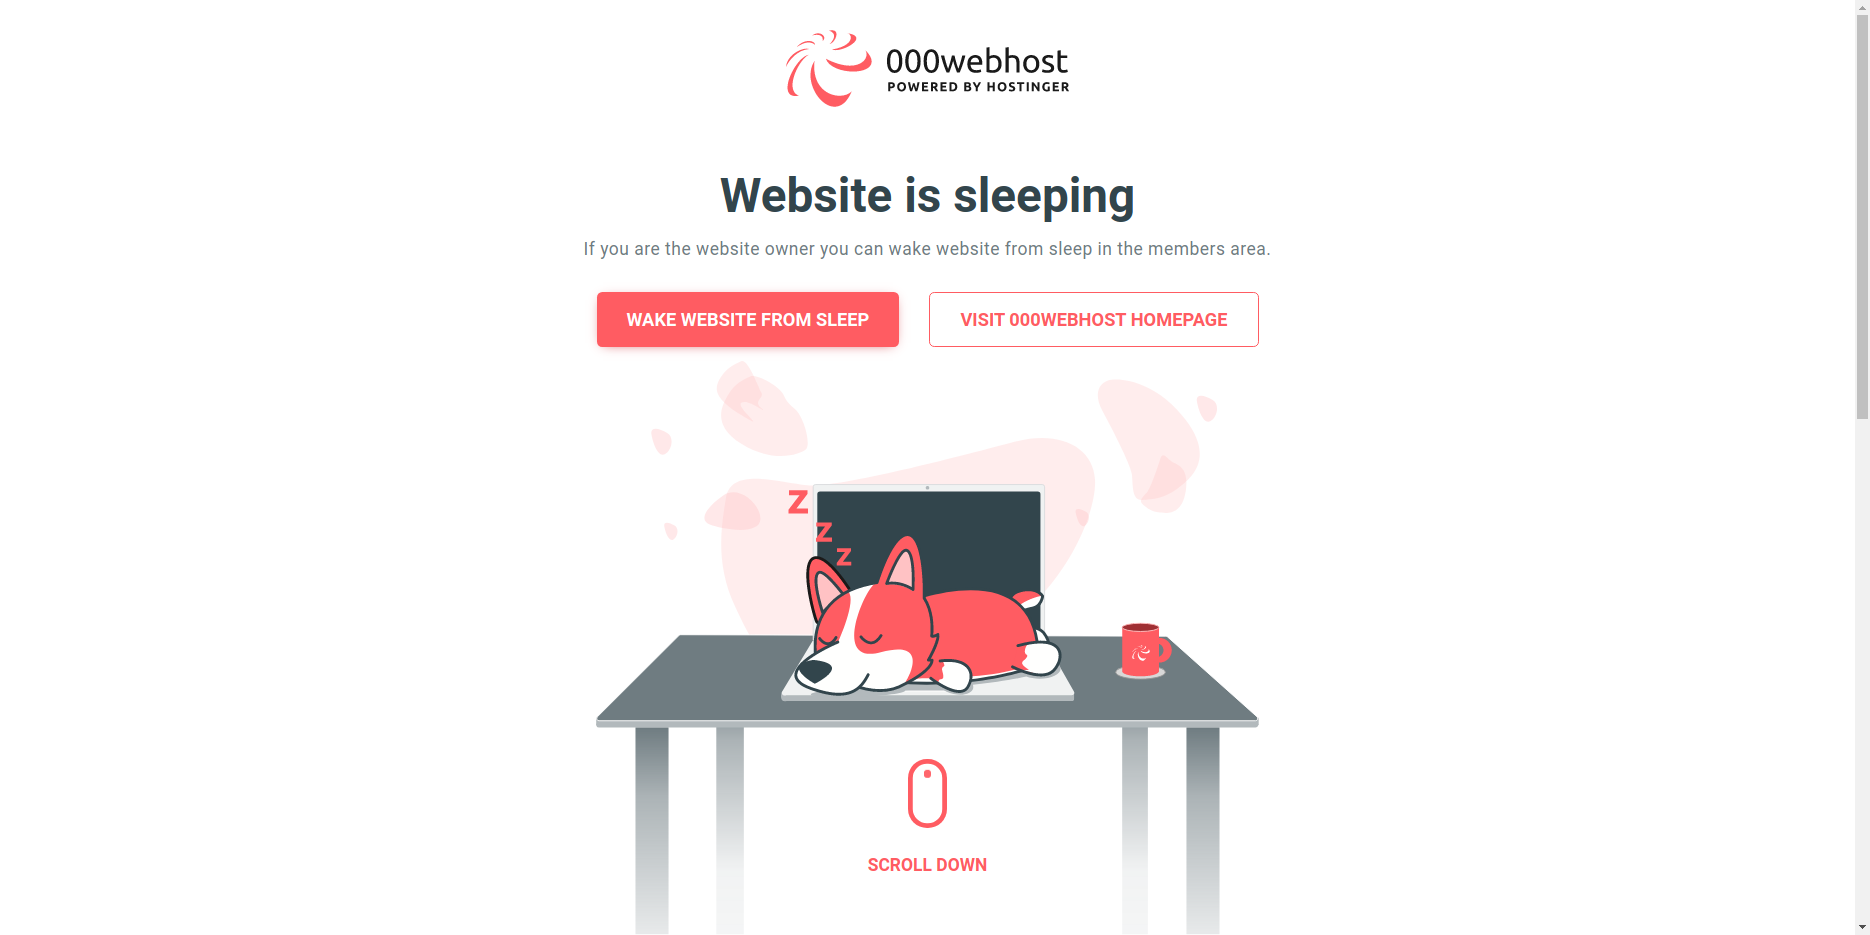 000webhost
POWERED BY HOSTINGER
Website is sleeping
If you are the website owner you can wake website from sleep in the members area.
WAKE WEBSITE FROM SLEEP
VISIT 000WEBHOST HOMEPAGE
Z
Z
Z
SCROLL DOWN